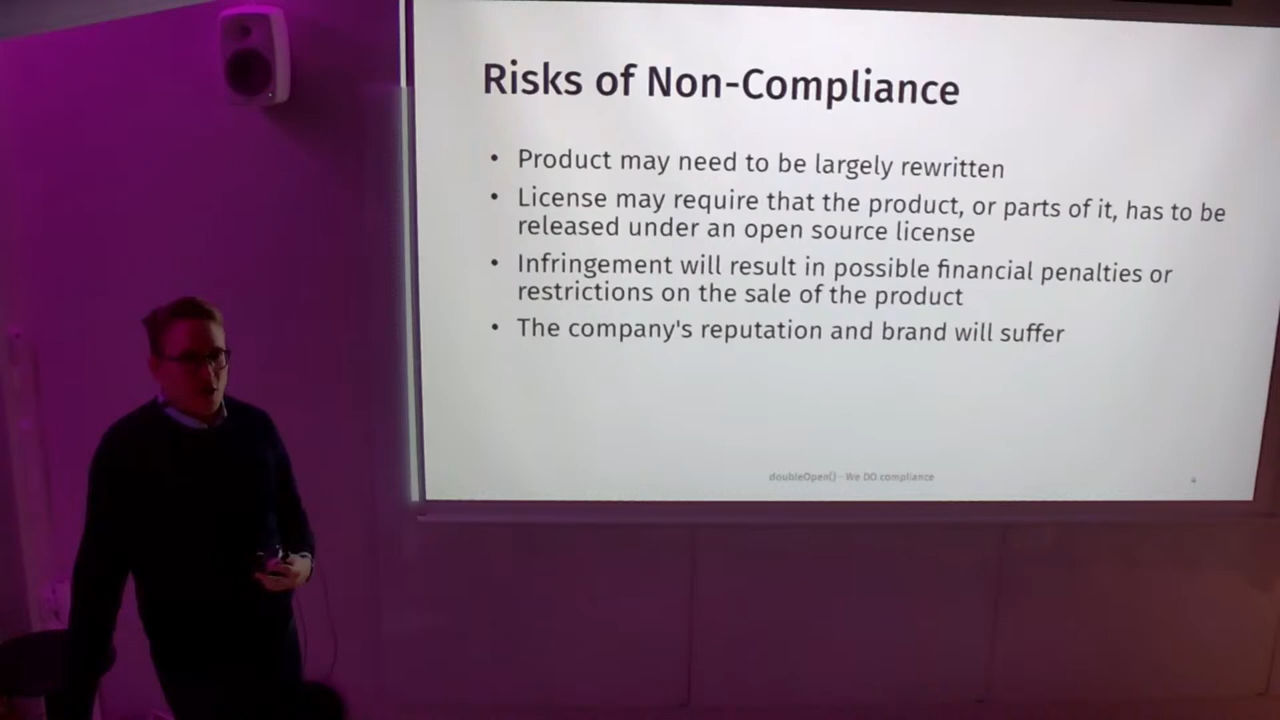 Risks of Non-Compliance
• Product may need to be largely rewritten
• License may require that the product, or parts of it, has to be
released under an open source license
• Infringement will result in possible financial penalties or
restrictions on the sale of the product
• The company's reputation and brand will suffer
doubleOpen() - We DO compliance